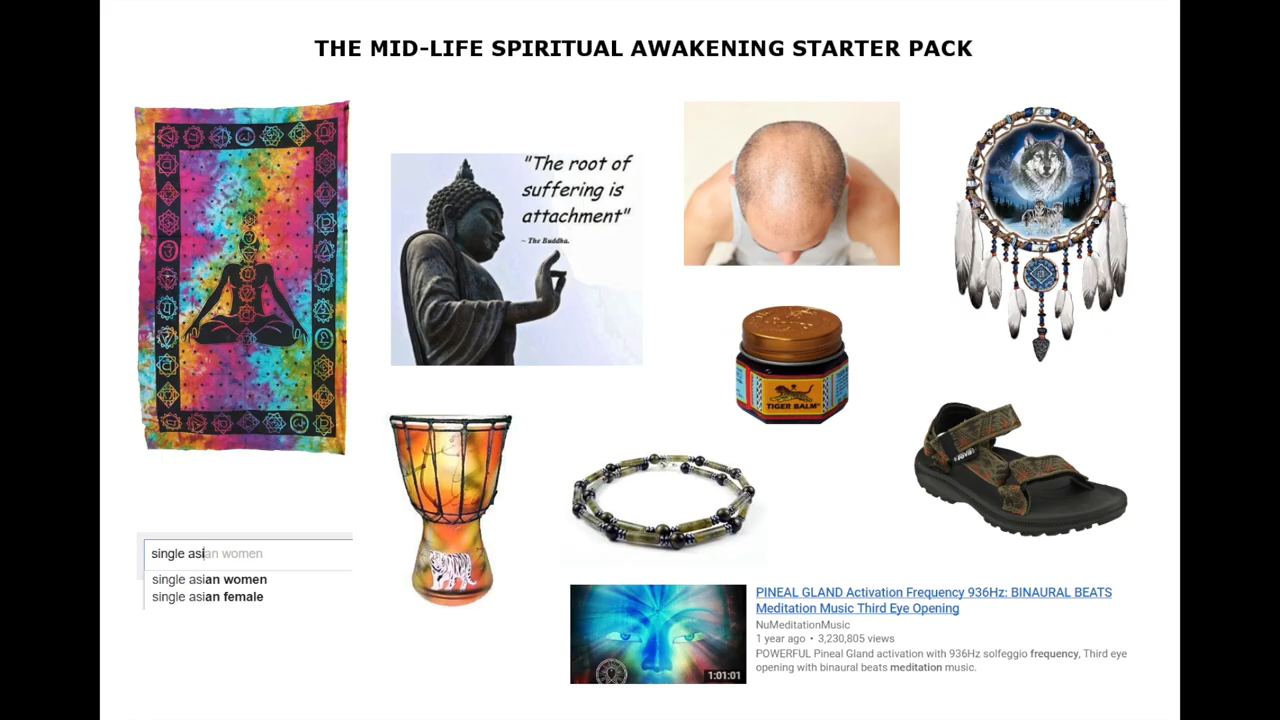 THE MID-LIFE SPIRITUAL AWAKENING STARTER PACK
"The root of
suffering is
attachment"
~ The Buddha.
TIGER BALM
Teva
single asian women
single asian women
single asian female
1:01:01
PINEAL GLAND Activation Frequency 936Hz: BINAURAL BEATS
Meditation Music Third Eye Opening
NuMeditationMusic
1 year ago • 3,230,805 views
POWERFUL Pineal Gland activation with 936Hz solfeggio frequency, Third eye
opening with binaural beats meditation music.